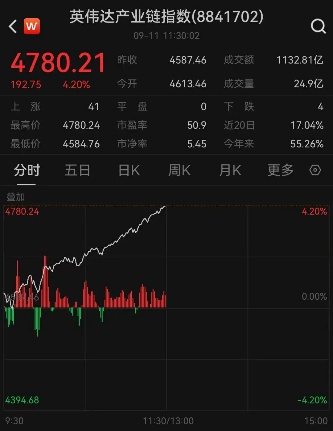 英伟达产业链指数(8841702)
W
09-11 11:30:02
4780.21 昨收 4587.46 成交额 1132.81亿
192.75 4.20% 今开 4613.46 成交量 24.9亿
上涨 41 平盘 0 下跌 4
最高价 4780.24 市盈率 50.9 近20日 17.04%
最低价 4584.76 市净率 5.45 今年来 55.26%
分时 五日 日K 周K 月K 更多
叠加
4780.24 4.20%
0.00%
4394.68 -4.20%
9:30 11:30/13:00 15:00